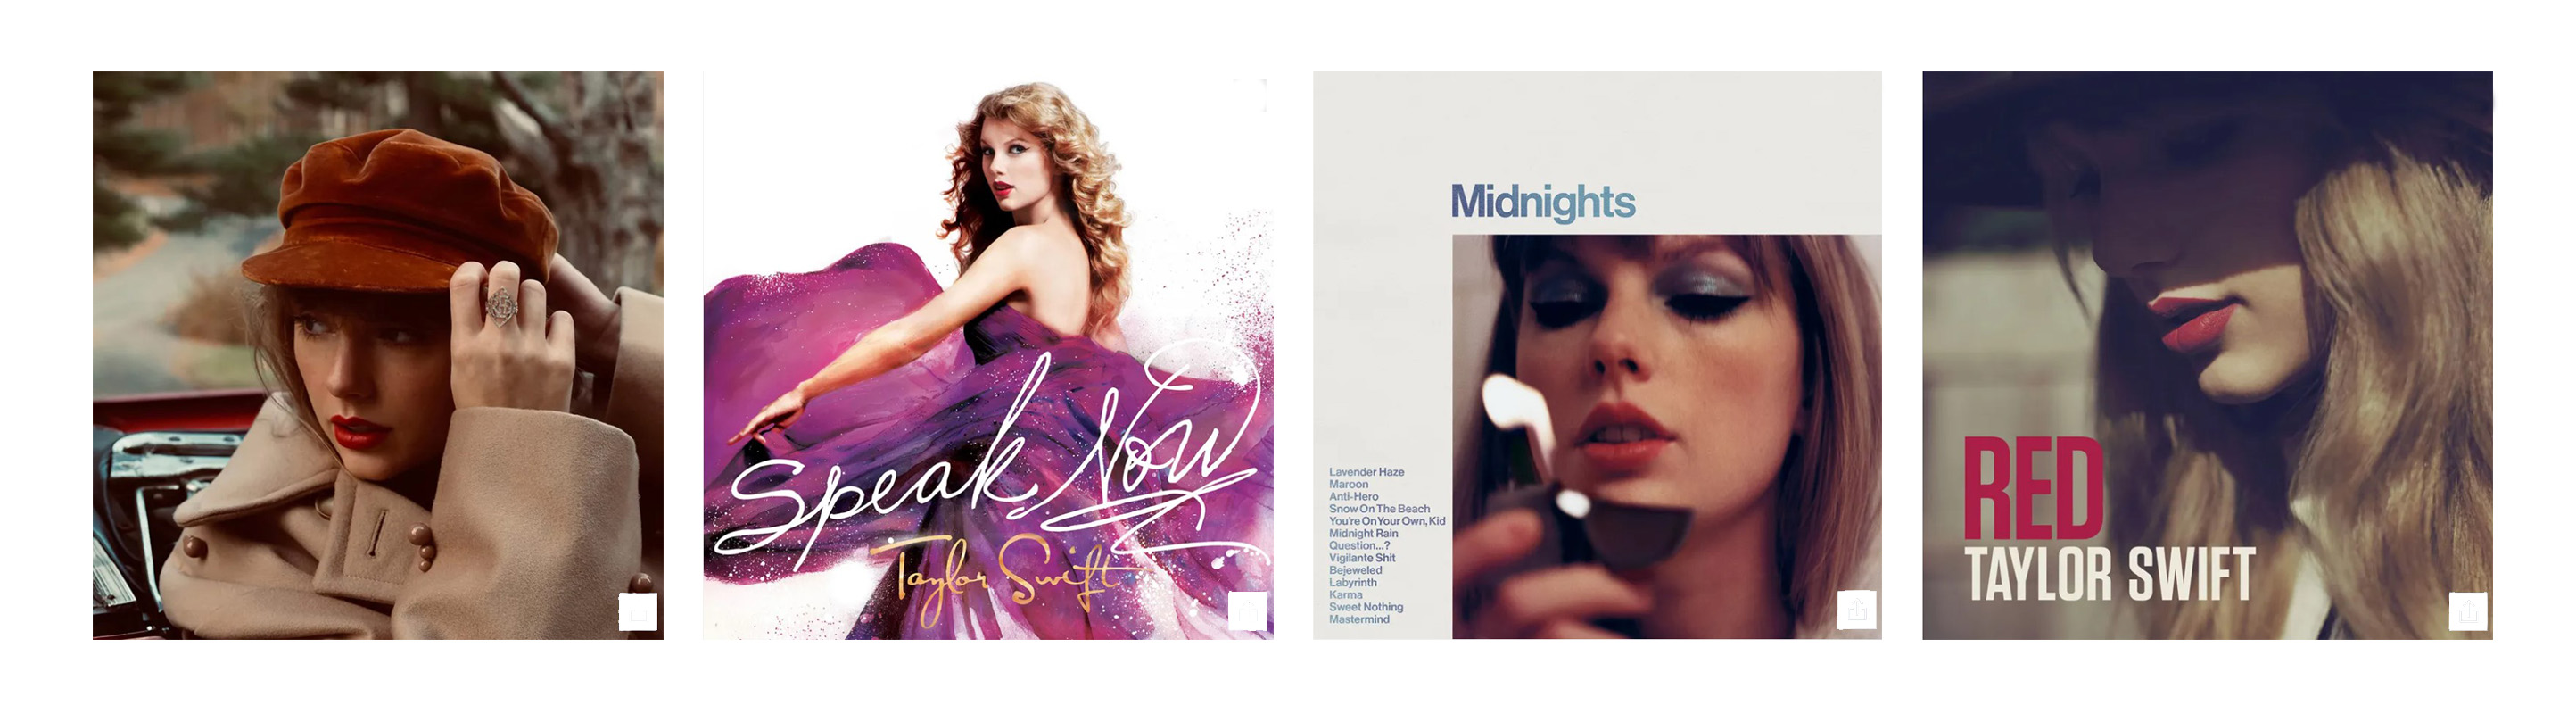 Speak Now
Taylor Swift
Midnights
Lavender Haze
Maroon
Anti-Hero
Snow On The Beach
You're On Your Own, Kid
Midnight Rain
Question...?
Vigilante Shit
Bejeweled
Labyrinth
Karma
Sweet Nothing
Mastermind
RED
TAYLOR SWIFT